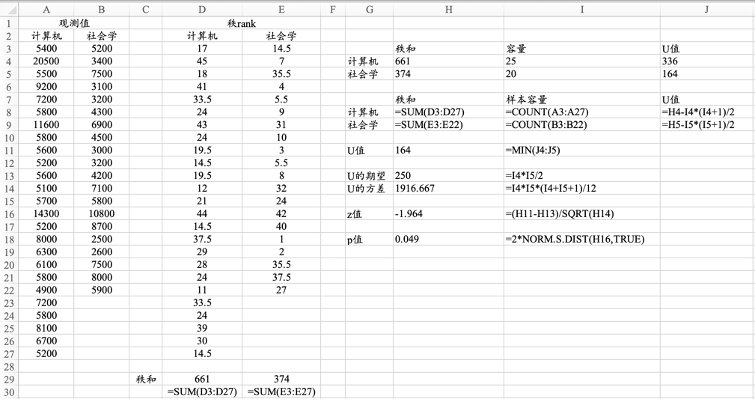 A B C D E F G H I J
1 观测值 秩rank
2 计算机 社会学 计算机 社会学
3 5400 5200 17 14.5 秩和 容量 U值
4 20500 3400 45 7 计算机 661 25 336
5 5500 7500 18 35.5 社会学 374 20 164
6 9200 3100 41 4
7 7200 3200 33.5 5.5 秩和 样本容量 U值
8 5800 4300 24 9 计算机 =SUM(D3:D27) =COUNT(A3:A27) =H4-I4*(I4+1)/2
9 11600 6900 43 31 社会学 =SUM(E3:E22) =COUNT(B3:B22) =H5-I5*(I5+1)/2
10 5800 4500 24 10
11 5600 3000 19.5 3 U值 164 =MIN(J4:J5)
12 5200 3200 14.5 5.5
13 5600 4200 19.5 8 U的期望 250 =I4*I5/2
14 5100 7100 12 32 U的方差 1916.667 =I4*I5*(I4+I5+1)/12
15 5700 5800 21 24
16 14300 10800 44 42 z值 -1.964 =(H11-H13)/SQRT(H14)
17 5200 8700 14.5 40
18 8000 2500 37.5 1 p值 0.049 =2*NORM.S.DIST(H16,TRUE)
19 6300 2600 29 2
20 6100 7500 28 35.5
21 5800 8000 24 37.5
22 4900 5900 11 27
23 7200 33.5
24 5800 24
25 8100 39
26 6700 30
27 5200 14.5
28
29 秩和 661 374
30 =SUM(D3:D27) =SUM(E3:E27)